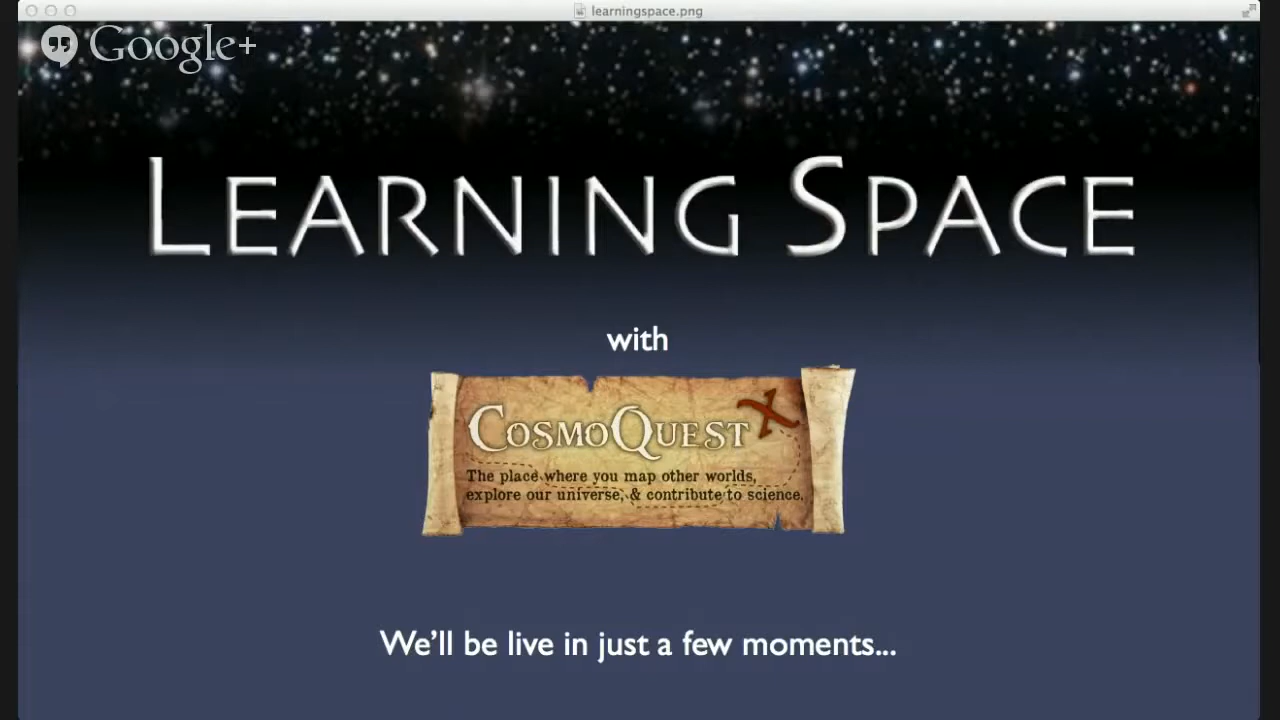 learningspace.png
Google+
LEARNING SPACE
with
COSMOQUEST
The place where you map other worlds,
explore our universe, & contribute to science.
We'll be live in just a few moments...